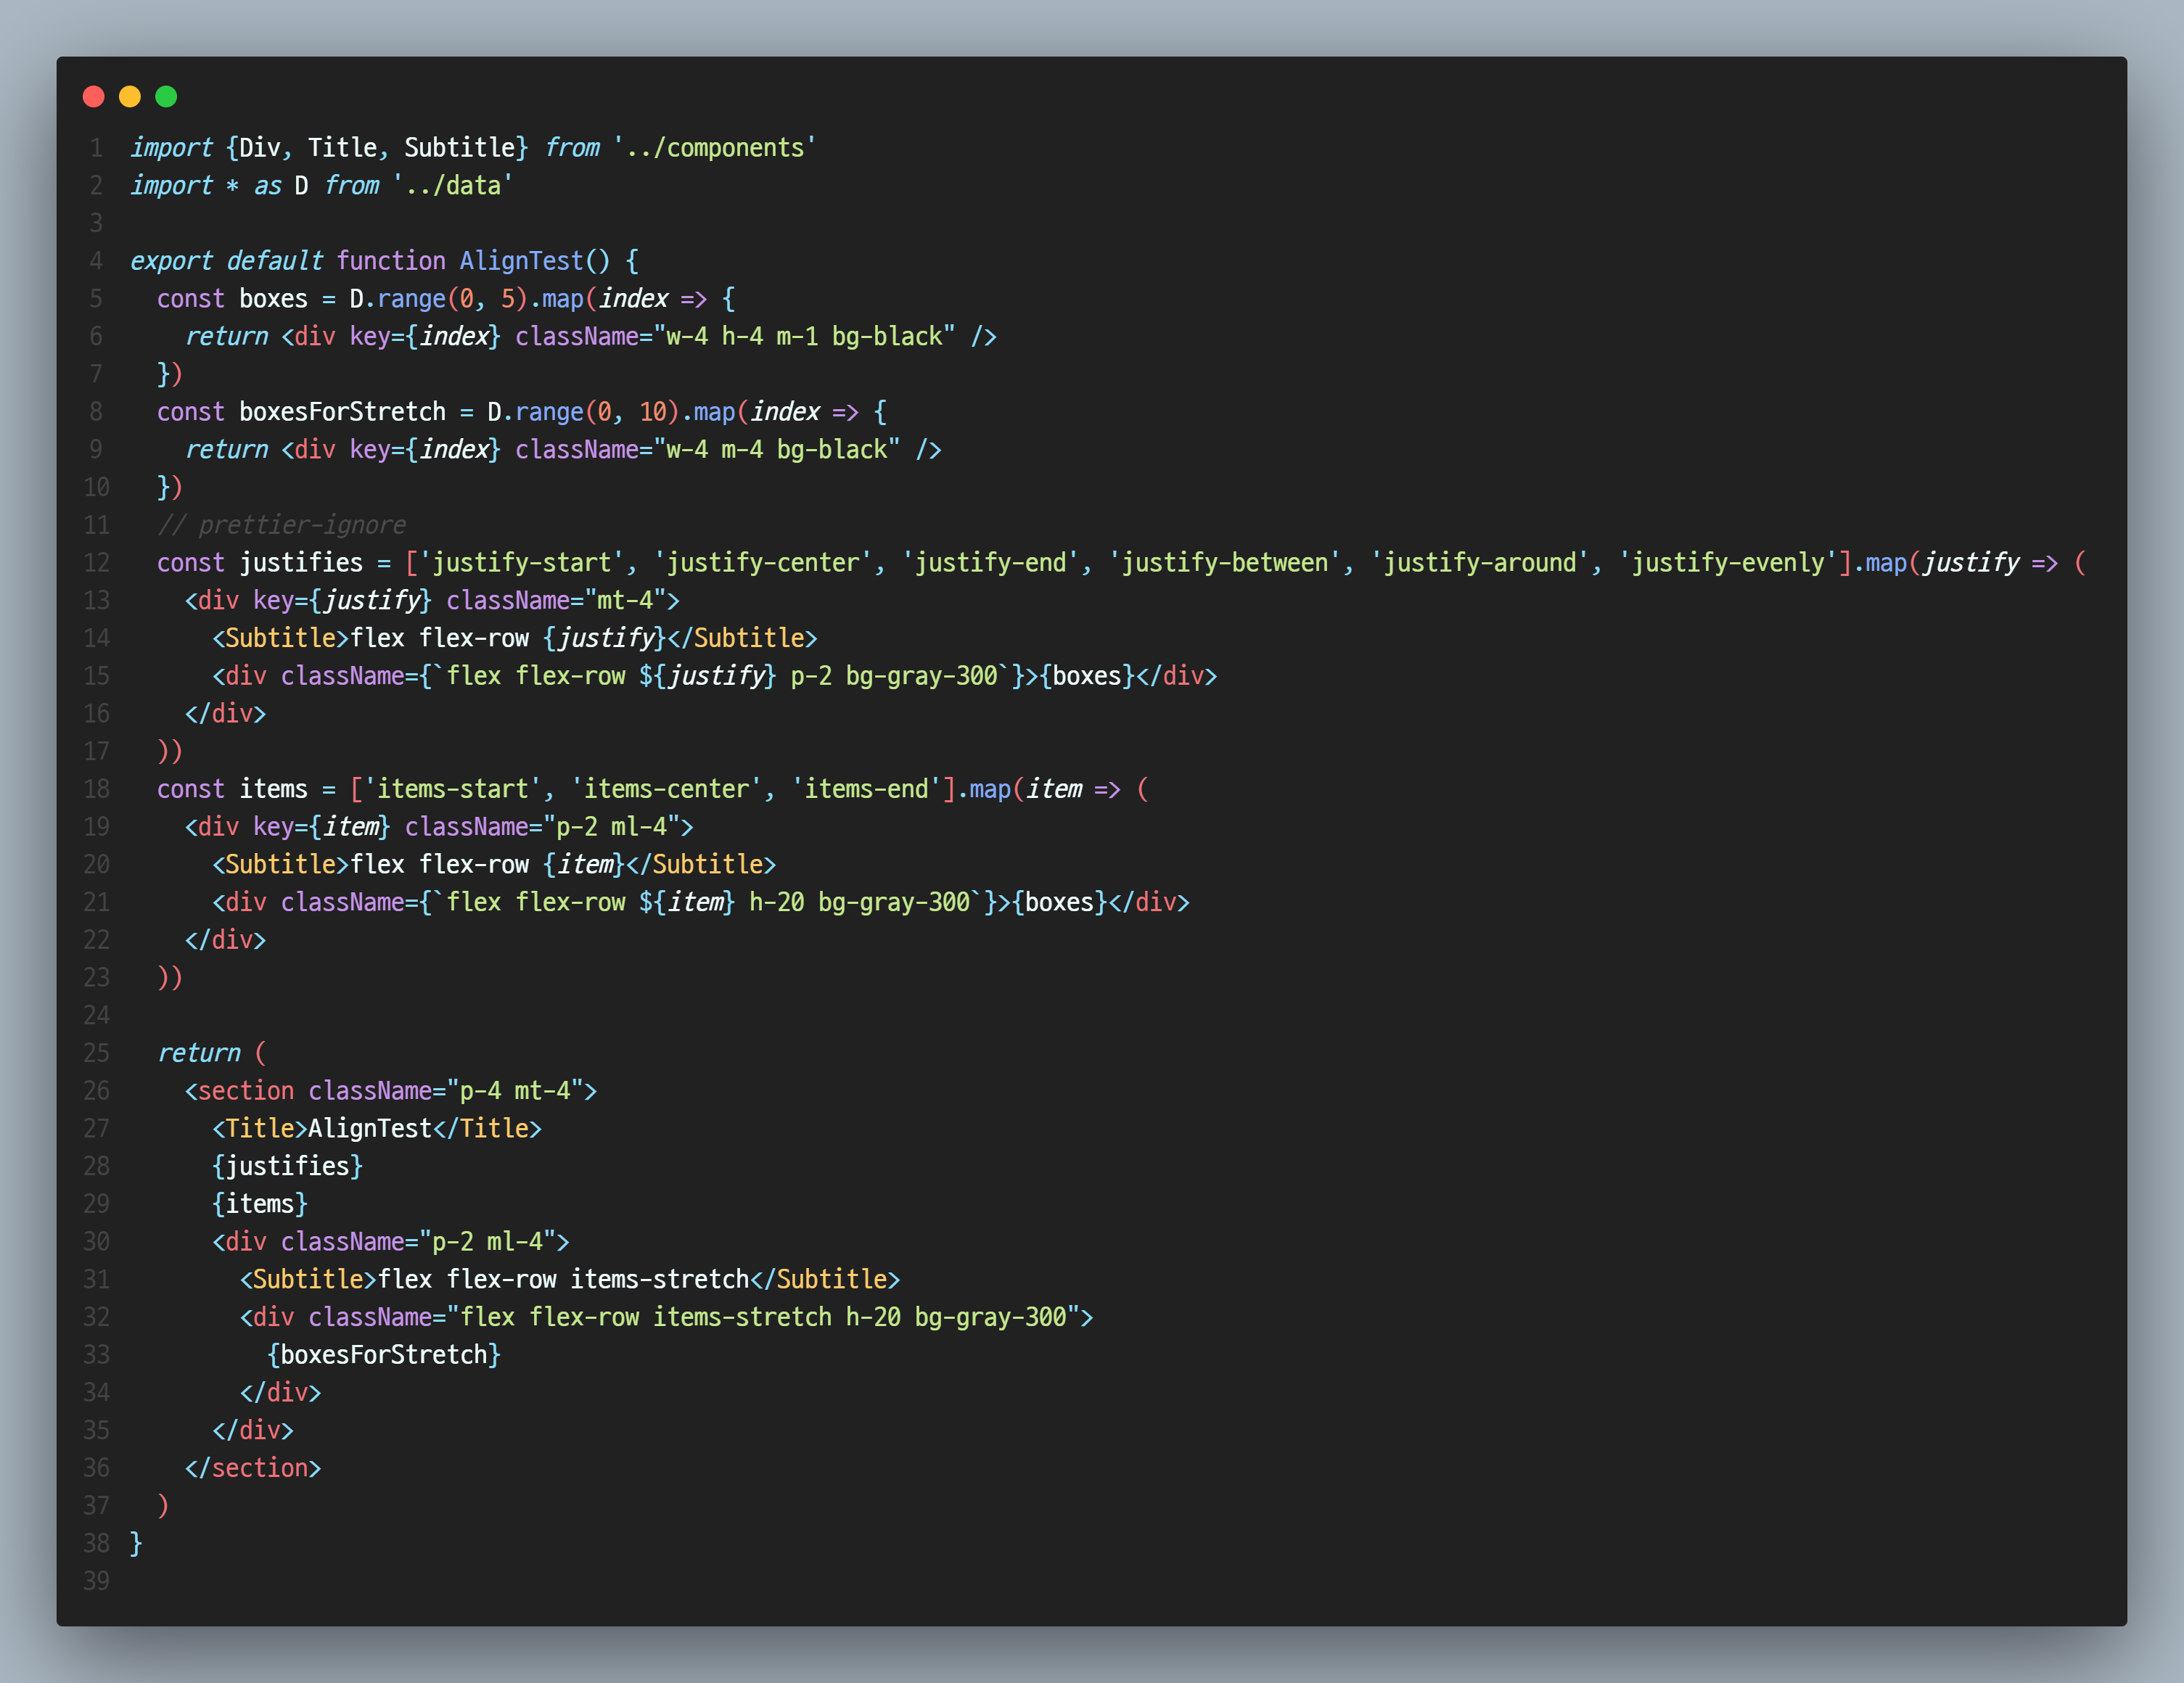 1 import {Div, Title, Subtitle} from '../components'
2 import * as D from '../data'
3
4 export default function AlignTest() {
5   const boxes = D.range(0, 5).map(index => {
6     return <div key={index} className="w-4 h-4 m-1 bg-black" />
7   })
8   const boxesForStretch = D.range(0, 10).map(index => {
9     return <div key={index} className="w-4 m-4 bg-black" />
10   })
11   // prettier-ignore
12   const justifies = ['justify-start', 'justify-center', 'justify-end', 'justify-between', 'justify-around', 'justify-evenly'].map(justify => (
13     <div key={justify} className="mt-4">
14       <Subtitle>flex flex-row {justify}</Subtitle>
15       <div className={`flex flex-row ${justify} p-2 bg-gray-300`}>{boxes}</div>
16     </div>
17   ))
18   const items = ['items-start', 'items-center', 'items-end'].map(item => (
19     <div key={item} className="p-2 ml-4">
20       <Subtitle>flex flex-row {item}</Subtitle>
21       <div className={`flex flex-row ${item} h-20 bg-gray-300`}>{boxes}</div>
22     </div>
23   ))
24
25   return (
26     <section className="p-4 mt-4">
27       <Title>AlignTest</Title>
28       {justifies}
29       {items}
30       <div className="p-2 ml-4">
31         <Subtitle>flex flex-row items-stretch</Subtitle>
32         <div className="flex flex-row items-stretch h-20 bg-gray-300">
33           {boxesForStretch}
34         </div>
35       </div>
36     </section>
37   )
38 }
39